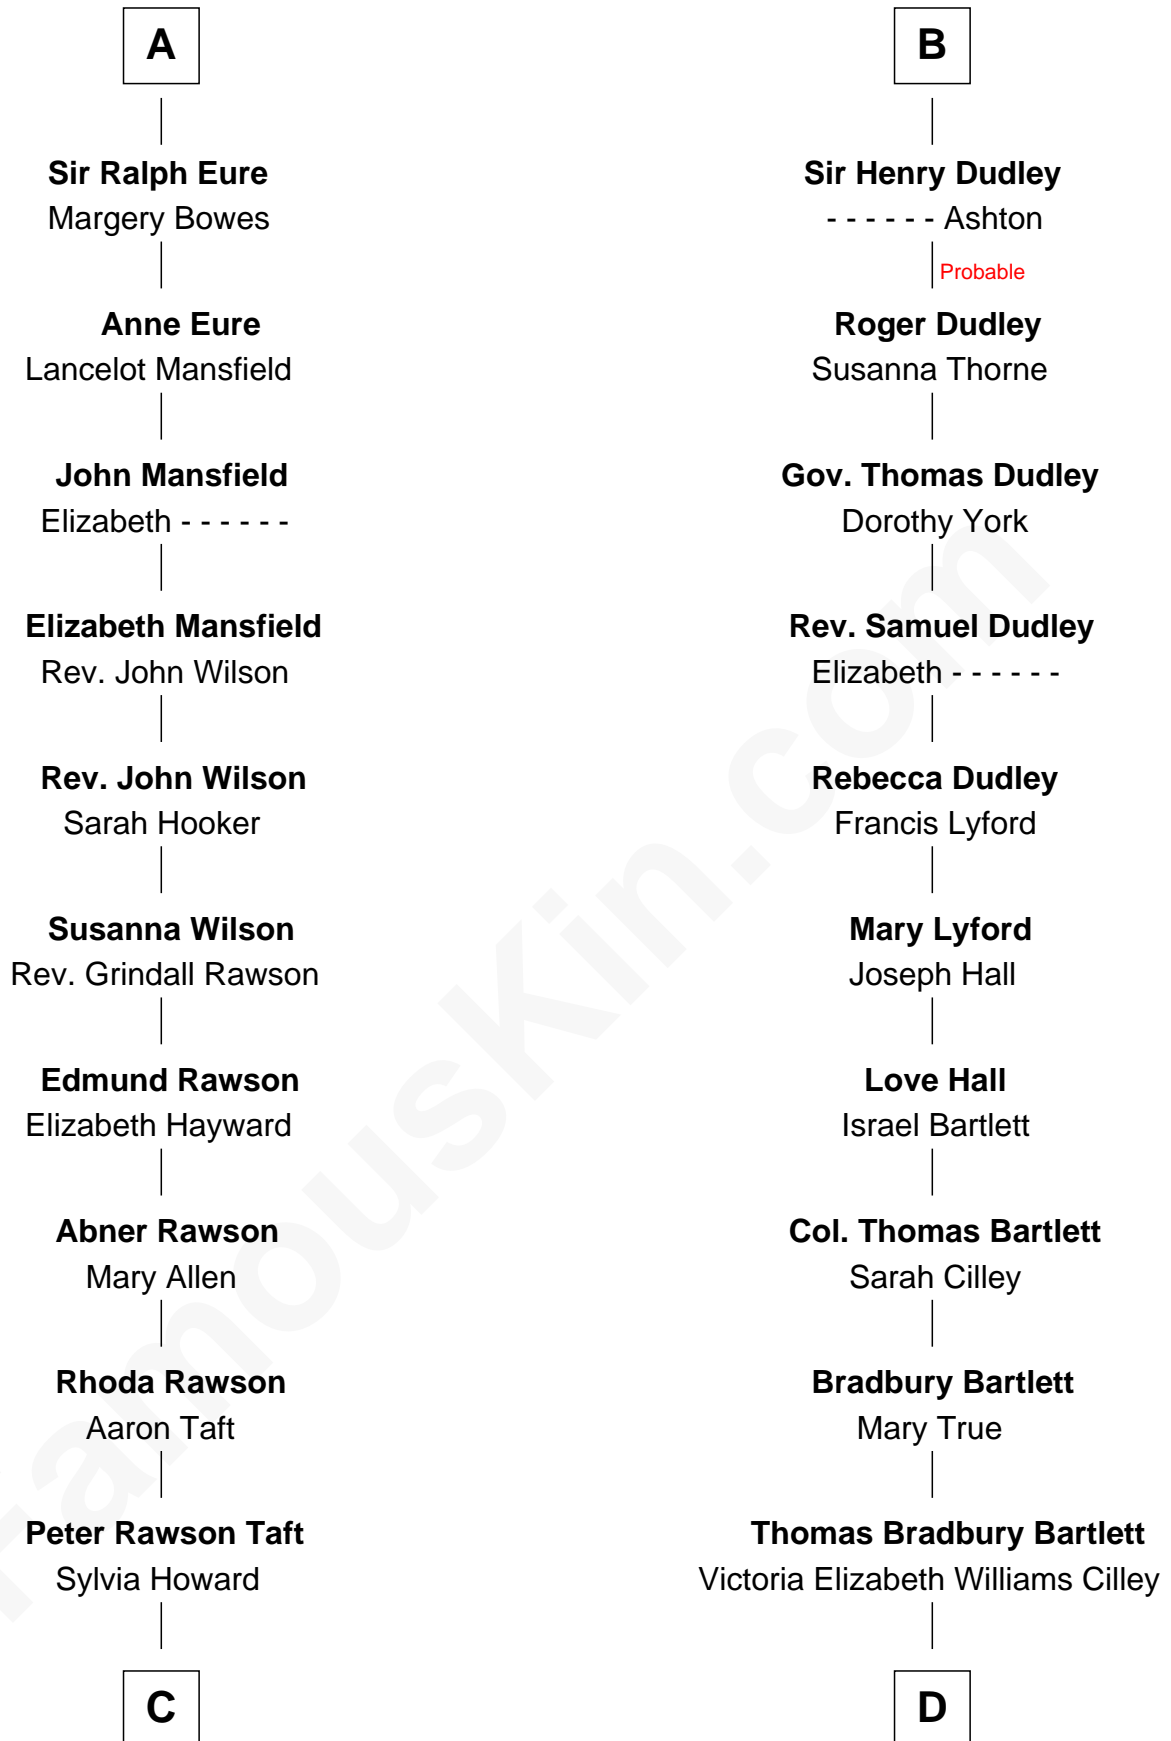 A
Sir Ralph Eure
Margery Bowes
Anne Eure
Lancelot Mansfield
John Mansfield
Elizabeth - - - - - -
Elizabeth Mansfield
Rev. John Wilson
Rev. John Wilson
Sarah Hooker
Susanna Wilson
Rev. Grindall Rawson
Edmund Rawson
Elizabeth Hayward
Abner Rawson
Mary Allen
Rhoda Rawson
Aaron Taft
Peter Rawson Taft
Sylvia Howard
C
B
Sir Henry Dudley
- - - - - - Ashton
Probable
Roger Dudley
Susanna Thorne
Gov. Thomas Dudley
Dorothy York
Rev. Samuel Dudley
Elizabeth - - - - - -
Rebecca Dudley
Francis Lyford
Mary Lyford
Joseph Hall
Love Hall
Israel Bartlett
Col. Thomas Bartlett
Sarah Cilley
Bradbury Bartlett
Mary True
Thomas Bradbury Bartlett
Victoria Elizabeth Williams Cilley
D
FamousKin.com